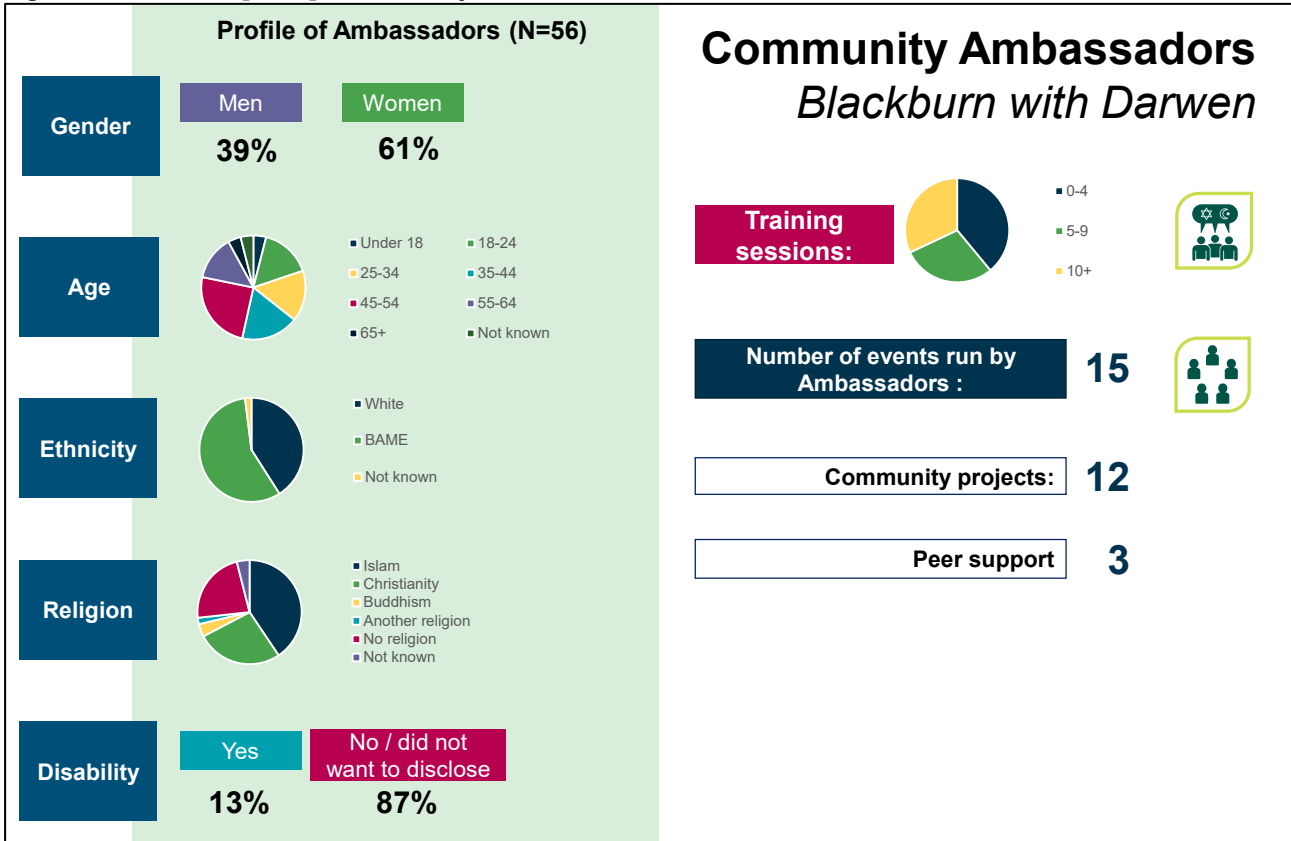 Profile of Ambassadors (N=56)
Gender
Men
Women
39%
61%
Age
Under 18
18-24
25-34
35-44
45-54
55-64
65+
Not known
Ethnicity
White
BAME
Not known
Religion
Islam
Christianity
Buddhism
Another religion
No religion
Not known
Disability
Yes
No / did not
want to disclose
13%
87%
Community Ambassadors
Blackburn with Darwen
Training
sessions:
0-4
5-9
10+
Number of events run by
Ambassadors :
15
Community projects:
12
Peer support
3